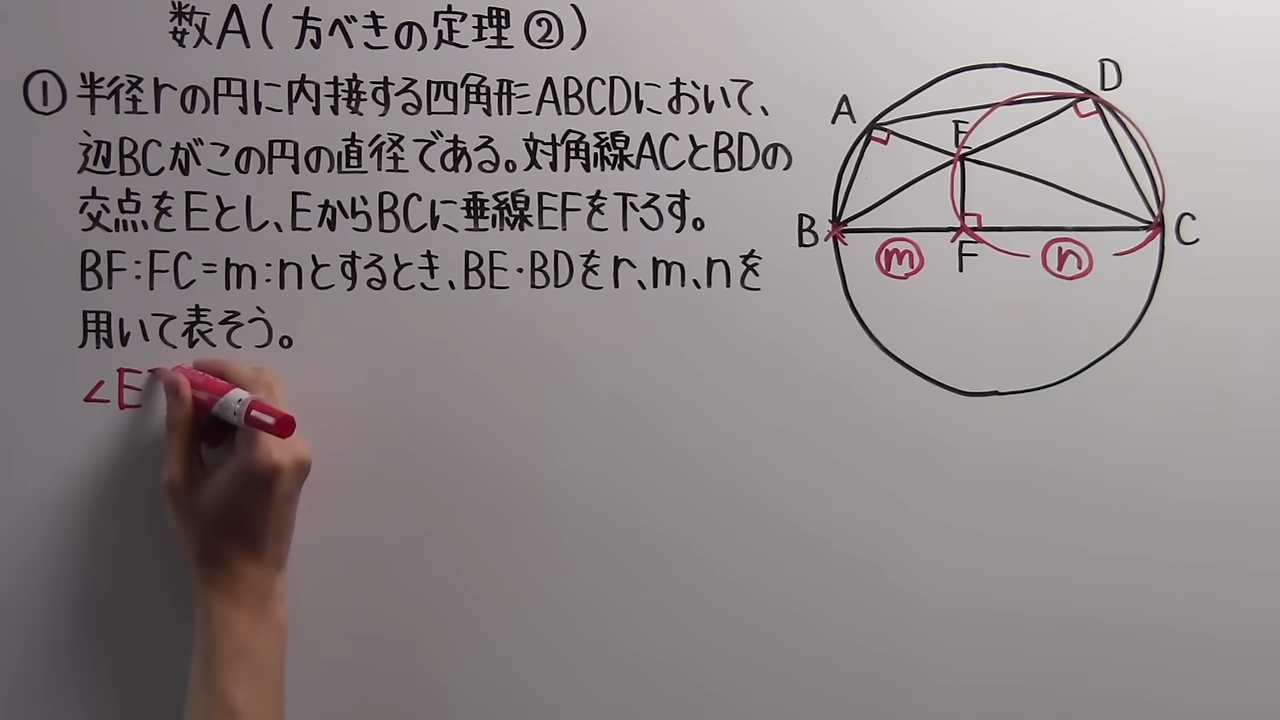 数A(方べきの定理②)
①半径rの円に内接する四角形ABCDにおいて、
辺BCがこの円の直径である。対角線ACとBDの
交点をEとし、EからBCに垂線EFを下ろす。
BF:FC=m:nとするとき、BE・BDをr、m、nを
用いて表そう。
∠E
A
D
E
B
F
C
m
n